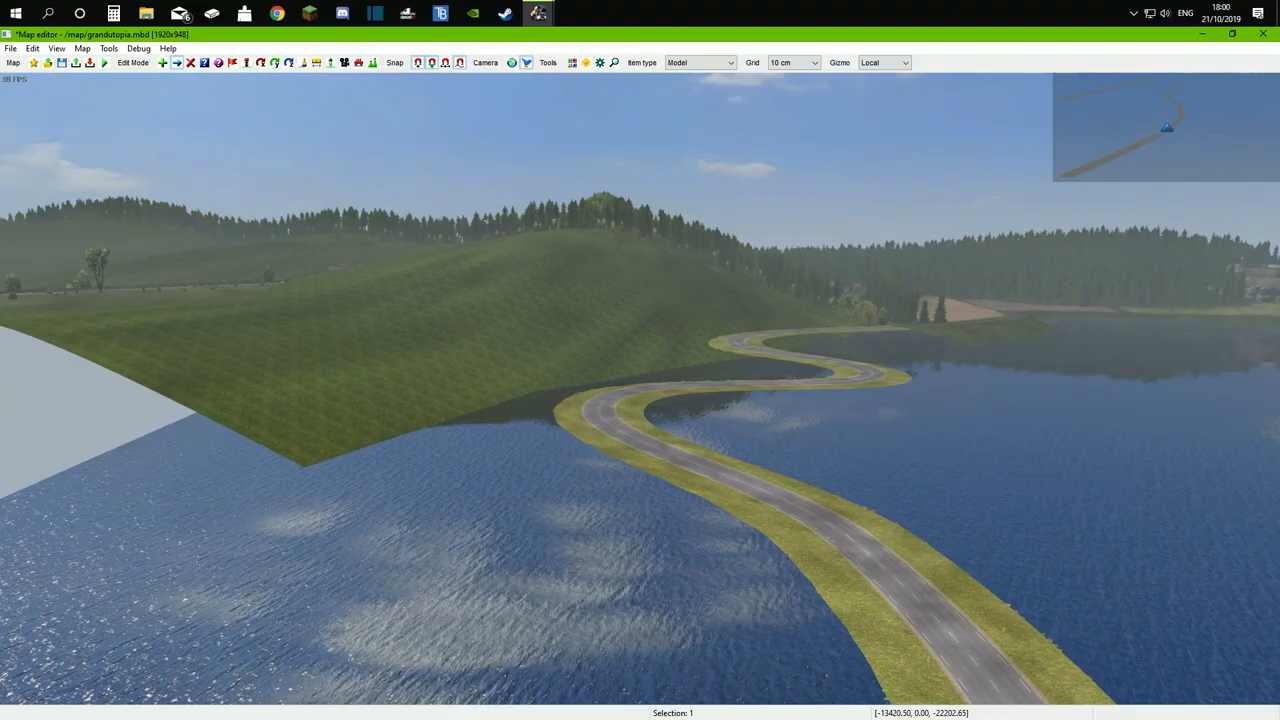 6
TB
ENG
18:00
21/10/2019
*Map editor - /map/grandutopia.mbd [1920x948]
File Edit View Map Tools Debug Help
Map Edit Mode Snap Camera Tools Item type Model Grid 10 cm Gizmo Local
Selection: 1
[-13420.50, 0.00, -22202.65]